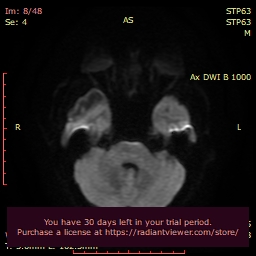 Im: 8/48
Se: 4
AS
STP63
STP63
M
Ax DWI B 1000
R
L
You have 30 days left in your trial period.
Purchase a license at https://radiantviewer.com/store/